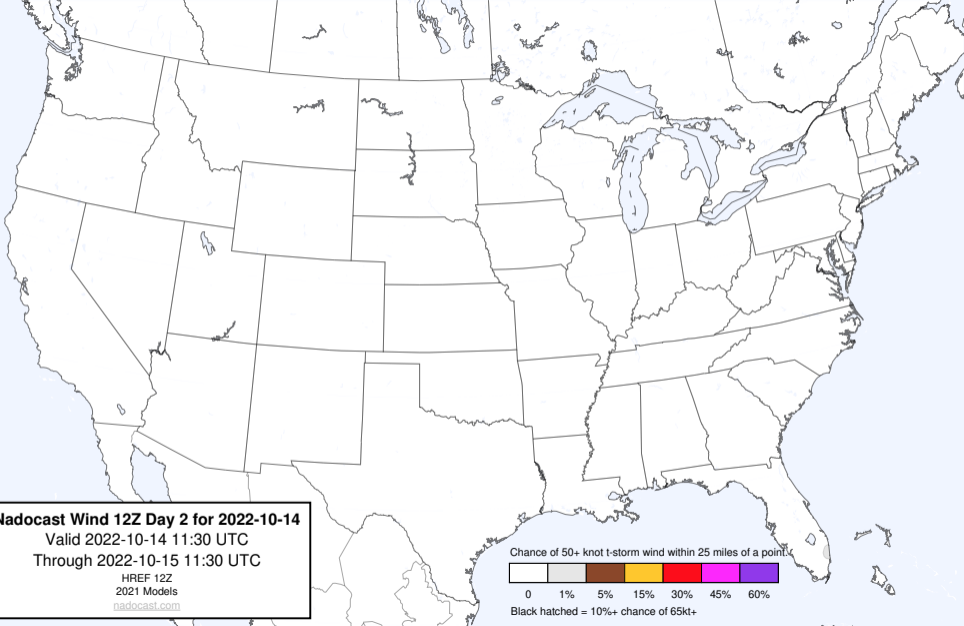 Nadocast Wind 12Z Day 2 for 2022-10-14
Valid 2022-10-14 11:30 UTC
Through 2022-10-15 11:30 UTC
HREF 12Z
2021 Models
nadocast.com
Chance of 50+ knot t-storm wind within 25 miles of a point.
0 1% 5% 15% 30% 45% 60%
Black hatched = 10%+ chance of 65kt+